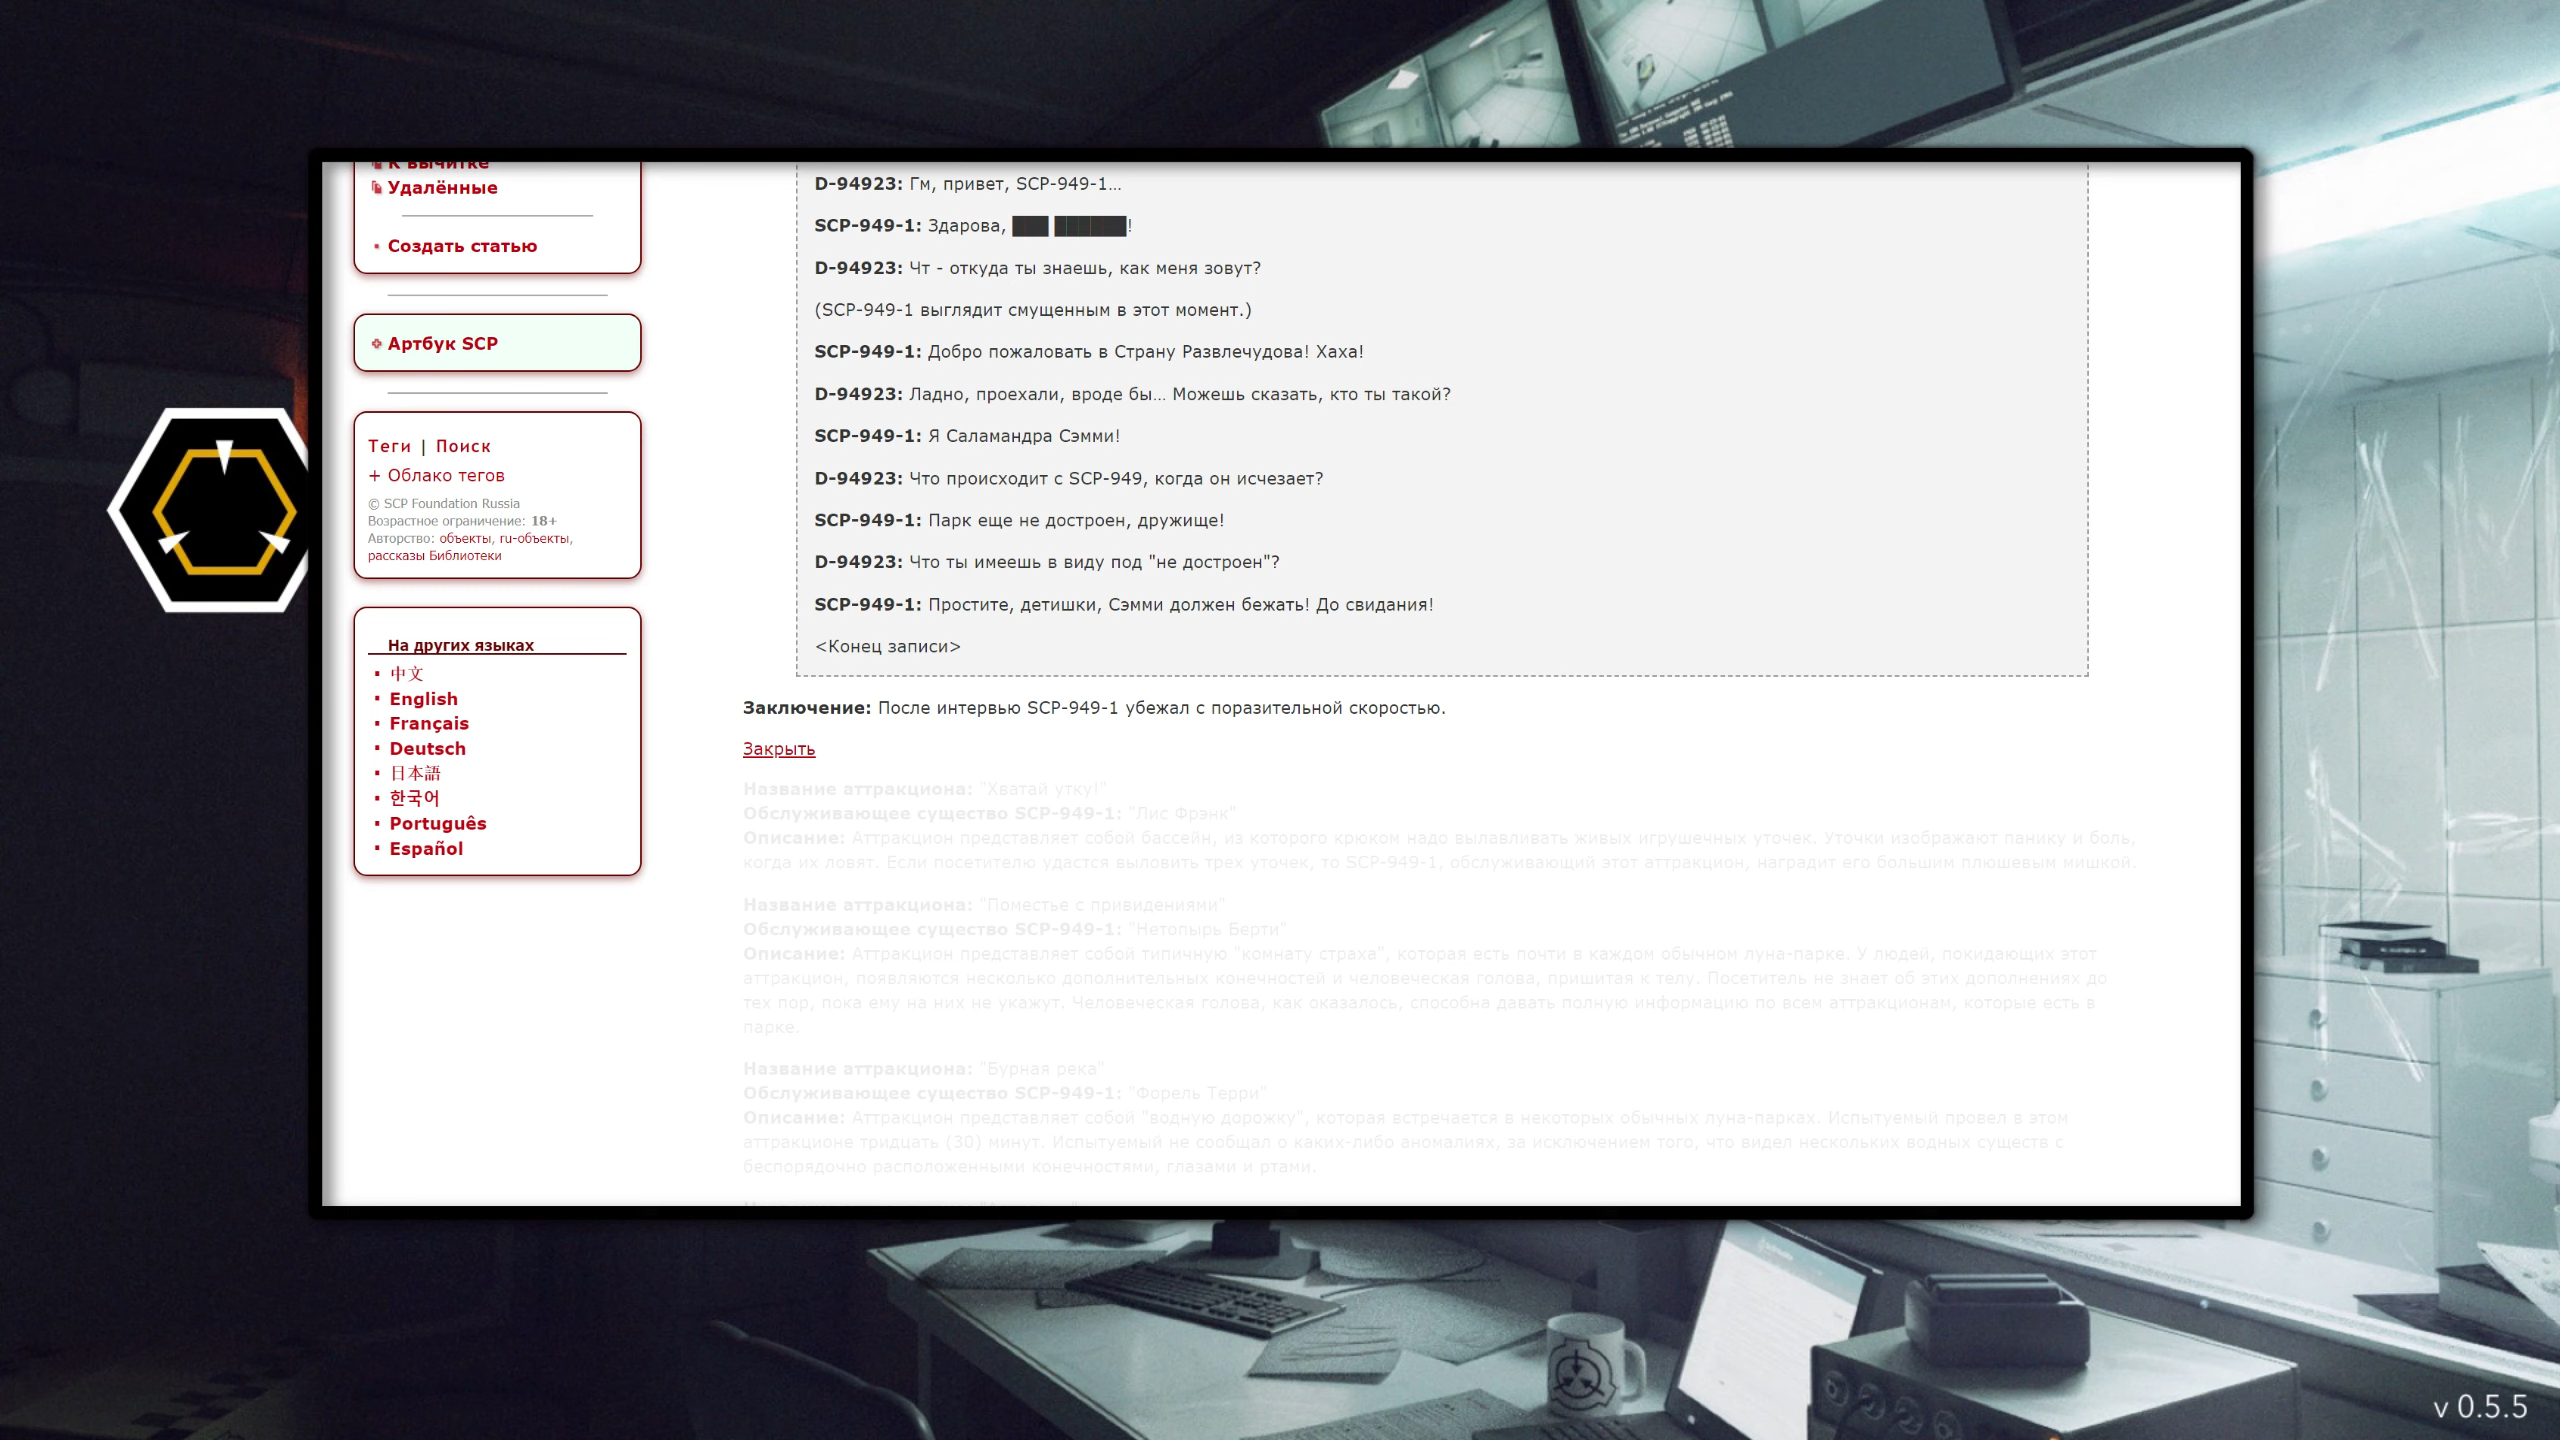 К вычитке
Удалённые
Создать статью
Артбук SCP
Теги | Поиск
+ Облако тегов
© SCP Foundation Russia
Возрастное ограничение: 18+
Авторство: объекты, ru-объекты,
рассказы Библиотеки
На других языках
中文
English
Français
Deutsch
日本語
한국어
Português
Español
D-94923: Гм, привет, SCP-949-1…
SCP-949-1: Здарова, ███ ██████!
D-94923: Чт - откуда ты знаешь, как меня зовут?
(SCP-949-1 выглядит смущенным в этот момент.)
SCP-949-1: Добро пожаловать в Страну Развлечудова! Хаха!
D-94923: Ладно, проехали, вроде бы… Можешь сказать, кто ты такой?
SCP-949-1: Я Саламандра Сэмми!
D-94923: Что происходит с SCP-949, когда он исчезает?
SCP-949-1: Парк еще не достроен, дружище!
D-94923: Что ты имеешь в виду под "не достроен"?
SCP-949-1: Простите, детишки, Сэмми должен бежать! До свидания!
<Конец записи>
Заключение: После интервью SCP-949-1 убежал с поразительной скоростью.
Закрыть
Название аттракциона: "Хватай утку!"
Обслуживающее существо SCP-949-1: "Лис Фрэнк"
Описание: Аттракцион представляет собой бассейн, из которого крюком надо вылавливать живых игрушечных уточек. Уточки изображают панику и боль,
когда их ловят. Если посетителю удастся выловить трех уточек, то SCP-949-1, обслуживающий этот аттракцион, наградит его большим плюшевым мишкой.
Название аттракциона: "Поместье с привидениями"
Обслуживающее существо SCP-949-1: "Нетопырь Берти"
Описание: Аттракцион представляет собой типичную "комнату страха", которая есть почти в каждом обычном луна-парке. У людей, покидающих этот
аттракцион, появляются несколько дополнительных конечностей и человеческая голова, пришитая к телу. Посетитель не знает об этих дополнениях до
тех пор, пока ему на них не укажут. Человеческая голова, как оказалось, способна давать полную информацию по всем аттракционам, которые есть в
парке.
Название аттракциона: "Бурная река"
Обслуживающее существо SCP-949-1: "Форель Терри"
Описание: Аттракцион представляет собой "водную дорожку", которая встречается в некоторых обычных луна-парках. Испытуемый провел в этом
аттракционе тридцать (30) минут. Испытуемый не сообщал о каких-либо аномалиях, за исключением того, что видел нескольких водных существ с
беспорядочно расположенными конечностями, глазами и ртами.
v 0.5.5